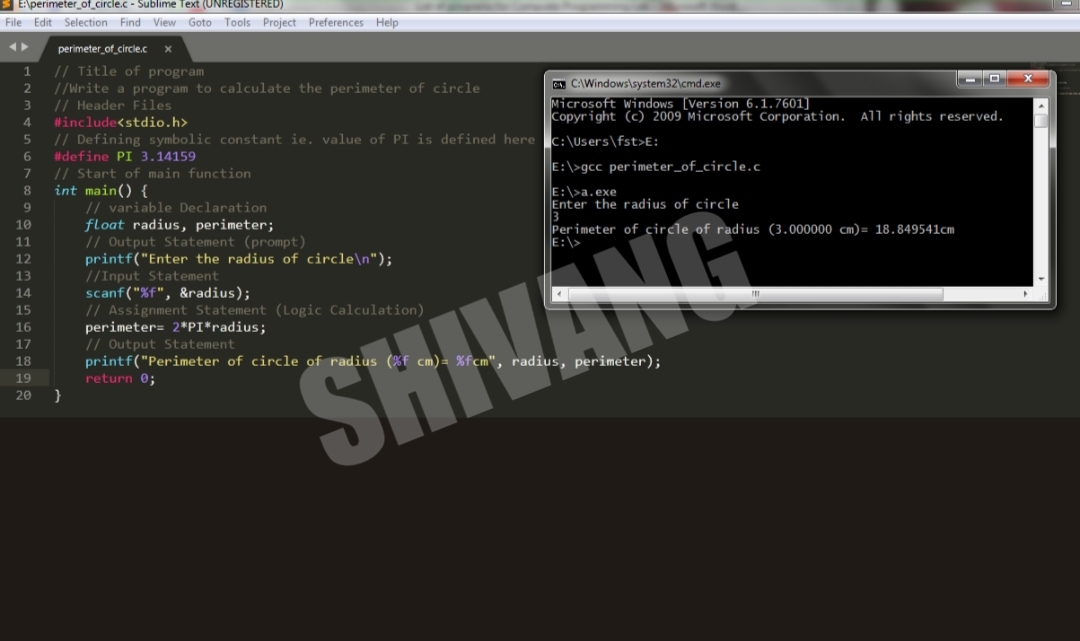 E:\perimeter_of_circle.c - Sublime Text (UNREGISTERED)
File Edit Selection Find View Goto Tools Project Preferences Help
perimeter_of_circle.c ×
1 // Title of program
2 //Write a program to calculate the perimeter of circle
3 // Header Files
4 #include<stdio.h>
5 // Defining symbolic constant ie. value of PI is defined here
6 #define PI 3.14159
7 // Start of main function
8 int main() {
9 // variable Declaration
10 float radius, perimeter;
11 // Output Statement (prompt)
12 printf("Enter the radius of circle\n");
13 //Input Statement
14 scanf("%f", &radius);
15 // Assignment Statement (Logic Calculation)
16 perimeter= 2*PI*radius;
17 // Output Statement
18 printf("Perimeter of circle of radius (%f cm)= %fcm", radius, perimeter);
19 return 0;
20 }
C:\Windows\system32\cmd.exe
Microsoft Windows [Version 6.1.7601]
Copyright (c) 2009 Microsoft Corporation. All rights reserved.
C:\Users\fst>E:
E:\>gcc perimeter_of_circle.c
E:\>a.exe
Enter the radius of circle
3
Perimeter of circle of radius (3.000000 cm)= 18.849541cm
E:\>
SHIVANG